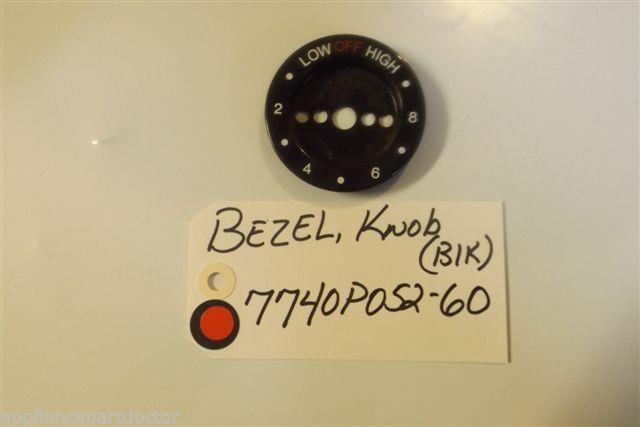 LOW OFF HIGH
2 8
4 6
BEZEL, Knob
(BlK)
7740P052-60
appliancepartdoctor